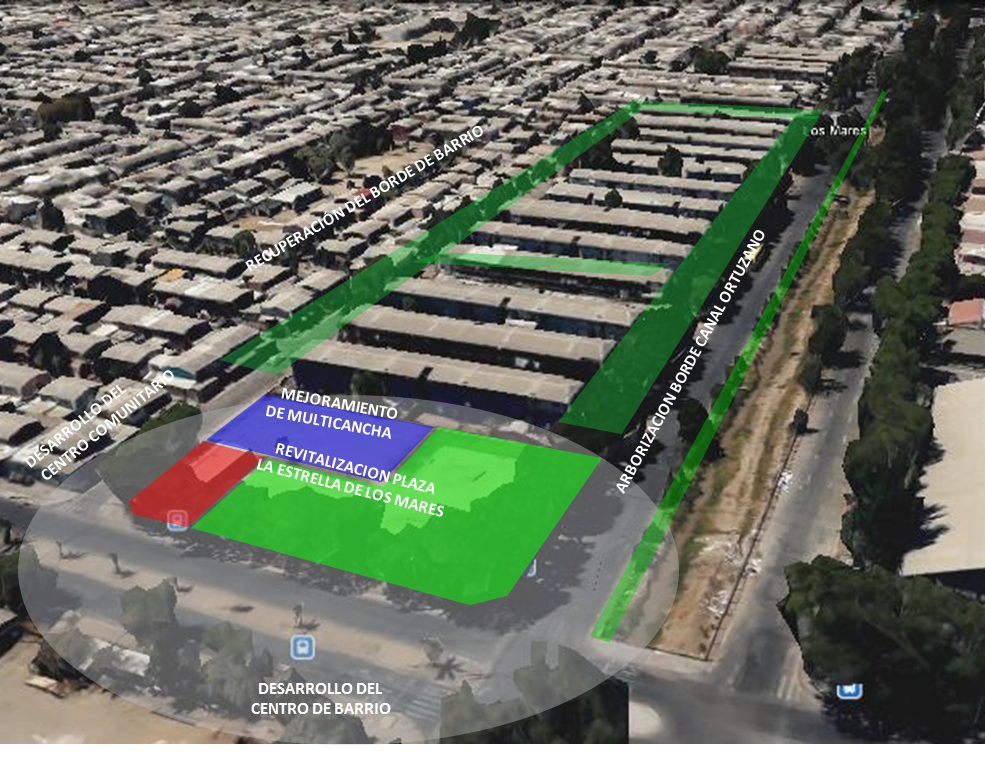 Los Mares
RECUPERACIÓN DEL BORDE DE BARRIO
ARBORIZACION BORDE CANAL ORTUZANO
DESARROLLO DEL
CENTRO COMUNITARIO
MEJORAMIENTO
DE MULTICANCHA
REVITALIZACION PLAZA
LA ESTRELLA DE LOS MARES
DESARROLLO DEL
CENTRO DE BARRIO